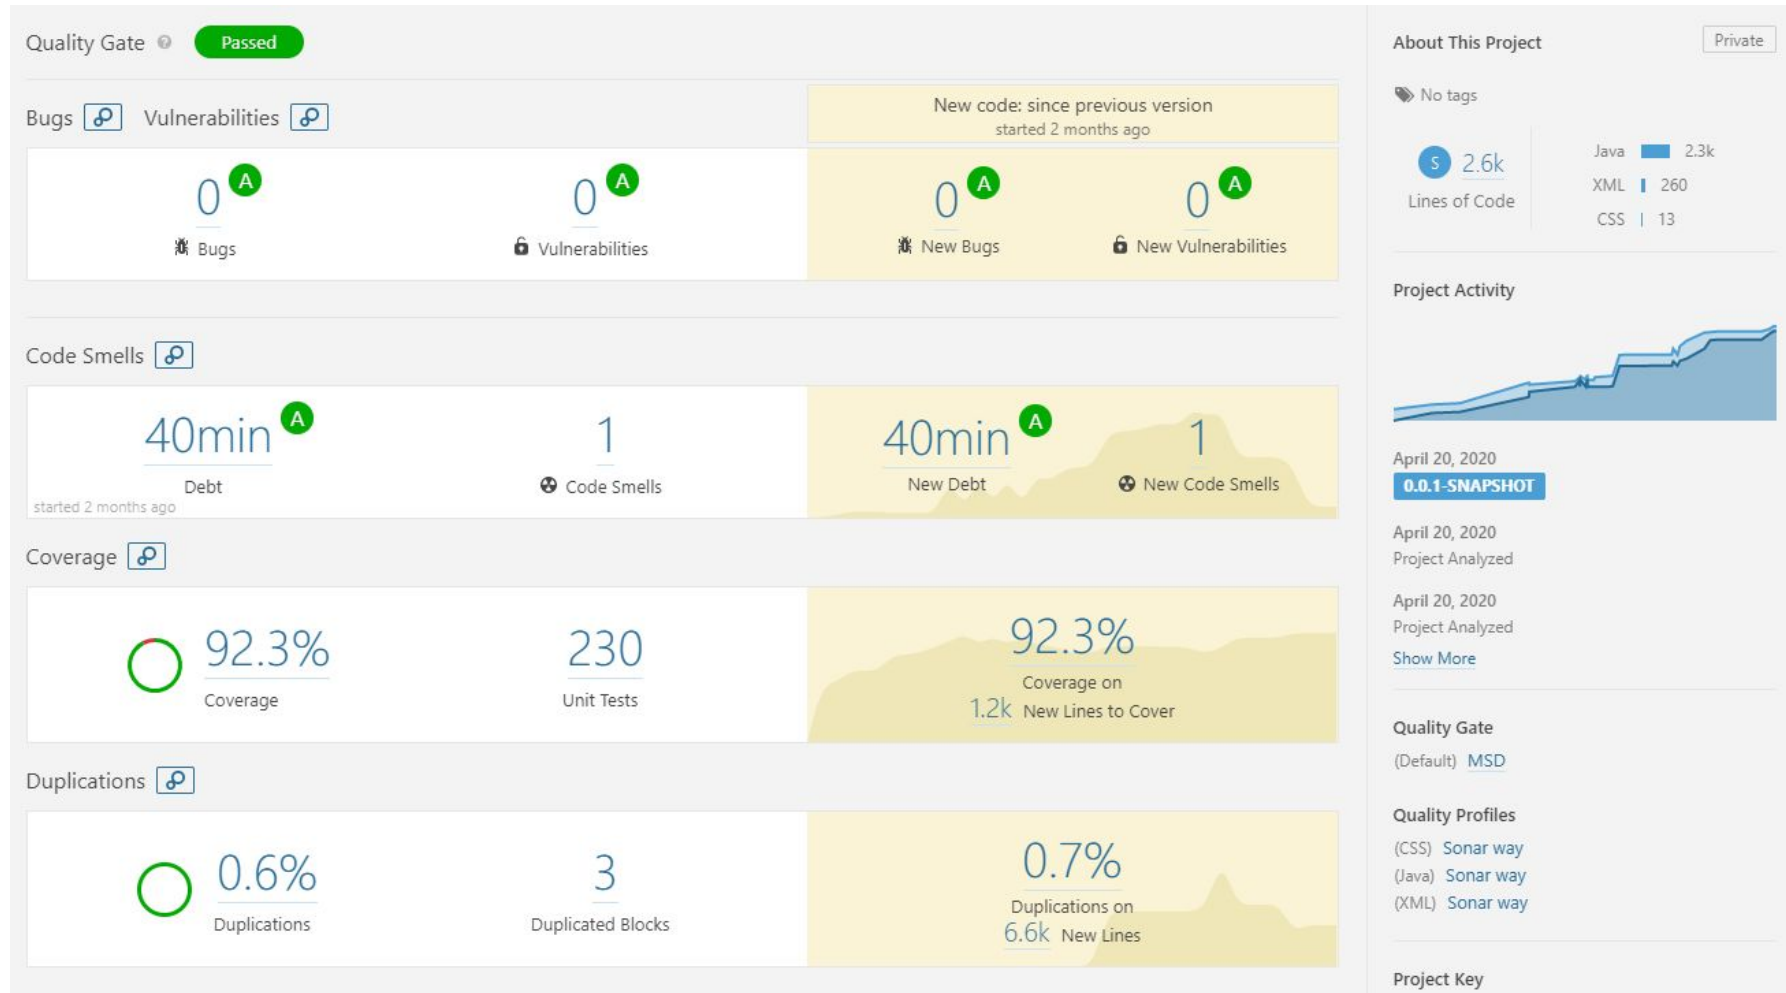 Quality Gate ? Passed
Bugs Vulnerabilities
New code: since previous version
started 2 months ago
0 A
Bugs
0 A
Vulnerabilities
0 A
New Bugs
0 A
New Vulnerabilities
Code Smells
40min A
Debt
started 2 months ago
1
Code Smells
40min A
New Debt
1
New Code Smells
Coverage
92.3%
Coverage
230
Unit Tests
92.3%
Coverage on
1.2k New Lines to Cover
Duplications
0.6%
Duplications
3
Duplicated Blocks
0.7%
Duplications on
6.6k New Lines
About This Project Private
No tags
S 2.6k
Lines of Code
Java 2.3k
XML 260
CSS 13
Project Activity
April 20, 2020
0.0.1-SNAPSHOT
April 20, 2020
Project Analyzed
April 20, 2020
Project Analyzed
Show More
Quality Gate
(Default) MSD
Quality Profiles
(CSS) Sonar way
(Java) Sonar way
(XML) Sonar way
Project Key